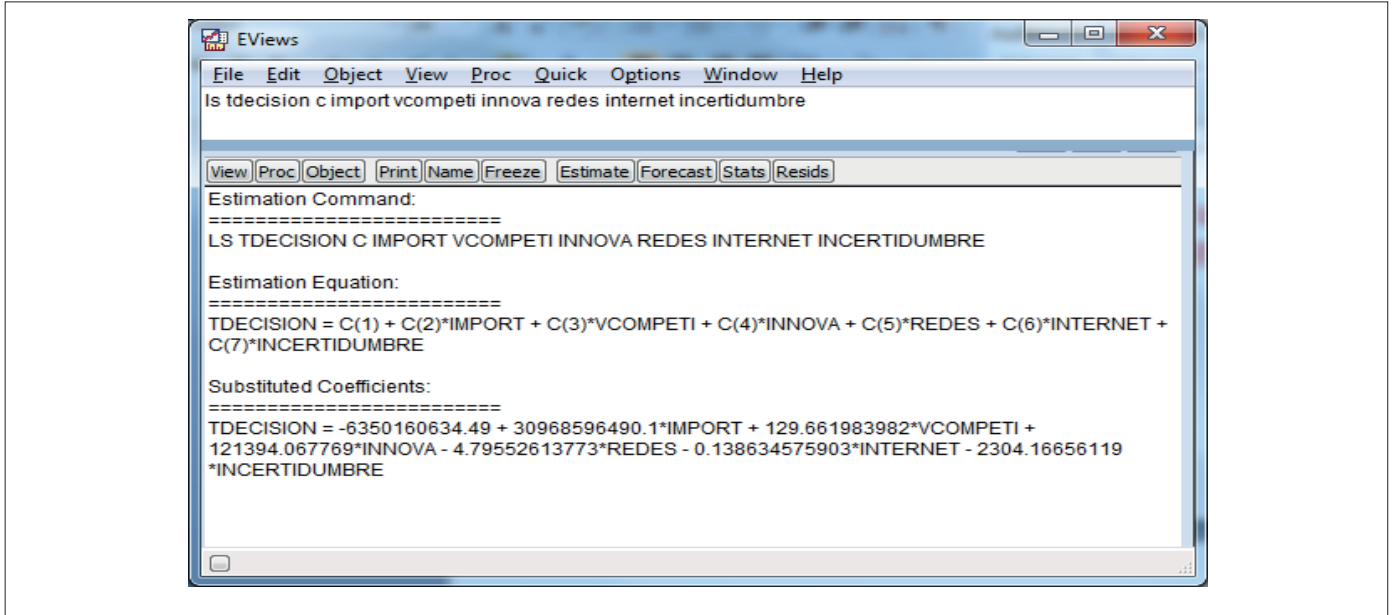 EViews
File Edit Object View Proc Quick Options Window Help
ls tdecision c import vcompeti innova redes internet incertidumbre
View Proc Object Print Name Freeze Estimate Forecast Stats Resids
Estimation Command:
=========================
LS TDECISION C IMPORT VCOMPETI INNOVA REDES INTERNET INCERTIDUMBRE
Estimation Equation:
=========================
TDECISION = C(1) + C(2)*IMPORT + C(3)*VCOMPETI + C(4)*INNOVA + C(5)*REDES + C(6)*INTERNET +
C(7)*INCERTIDUMBRE
Substituted Coefficients:
=========================
TDECISION = -6350160634.49 + 30968596490.1*IMPORT + 129.661983982*VCOMPETI +
121394.067769*INNOVA - 4.79552613773*REDES - 0.138634575903*INTERNET - 2304.16656119
*INCERTIDUMBRE